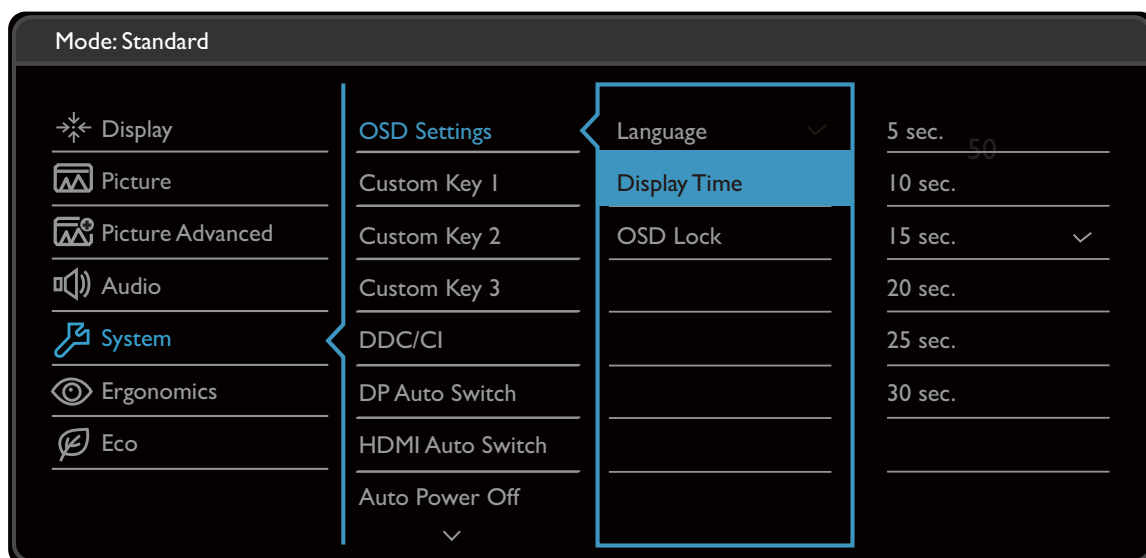 Mode: Standard
Display
Picture
Picture Advanced
Audio
System
Ergonomics
Eco
OSD Settings
Custom Key 1
Custom Key 2
Custom Key 3
DDC/CI
DP Auto Switch
HDMI Auto Switch
Auto Power Off
Language
Display Time
OSD Lock
5 sec.
50
10 sec.
15 sec.
20 sec.
25 sec.
30 sec.